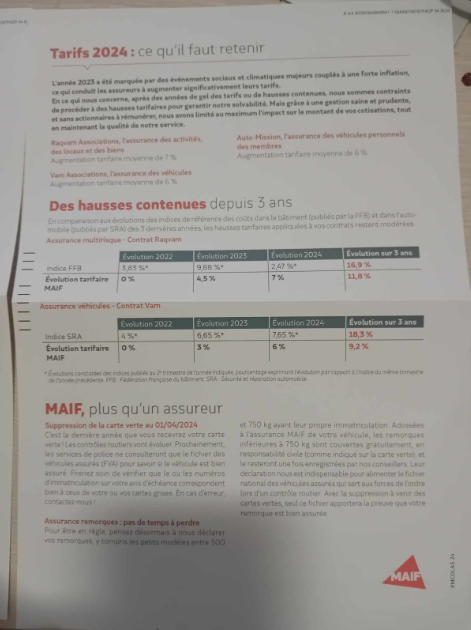 Tarifs 2024 : ce qu'il faut retenir
L'année 2023 a été marquée par des événements sociaux et climatiques majeurs couplés à une forte inflation,
ce qui conduit les assureurs à augmenter significativement leurs tarifs.
En ce qui nous concerne, après des années de gel des tarifs ou de hausses contenues, nous sommes contraints
de procéder à des hausses tarifaires pour garantir notre solvabilité. Mais grâce à une gestion saine et prudente,
et sans actionnaires à rémunérer, nous avons limité au maximum l'impact sur le montant de vos cotisations, tout
en maintenant la qualité de notre service.
Raqvam Associations, l'assurance des activités,
des locaux et des biens
Augmentation tarifaire moyenne de 7 %
Vam Associations, l'assurance des véhicules
Augmentation tarifaire moyenne de 6 %
Auto-Mission, l'assurance des véhicules personnels
des membres
Augmentation tarifaire moyenne de 6 %
Des hausses contenues depuis 3 ans
En comparaison aux évolutions des indices de référence des coûts dans le bâtiment (publiés par la FFB) et dans l'auto-
mobile (publiés par SRA) des 3 dernières années, les hausses tarifaires appliquées à vos contrats restent modérées
Assurance multirisque - Contrat Raqvam
Évolution 2022 Évolution 2023 Évolution 2024 Évolution sur 3 ans
Indice FFB 3,83 %* 9,88 %* 2,47 %* 16,9 %
Évolution tarifaire 0 % 4,5 % 7 % 11,8 %
MAIF
Assurance véhicules - Contrat Vam
Évolution 2022 Évolution 2023 Évolution 2024 Évolution sur 3 ans
Indice SRA 4 %* 6,65 %* 7,65 %* 18,3 %
Évolution tarifaire 0 % 3 % 6 % 9,2 %
MAIF
* Évolutions constatées des indices publiés au 2e trimestre de l'année indiquée, pourcentage exprimant l'évolution par rapport à l'indice du même trimestre
de l'année précédente. FFB : Fédération française du bâtiment. SRA : Sécurité et réparation automobile.
MAIF, plus qu'un assureur
Suppression de la carte verte au 01/04/2024
C'est la dernière année que vous recevrez votre carte
verte ! Les contrôles routiers vont évoluer. Prochainement,
les services de police ne consulteront que le fichier des
véhicules assurés (FVA) pour savoir si le véhicule est bien
assuré. Prenez soin de vérifier que le ou les numéros
d'immatriculation sur votre avis d'échéance correspondent
bien à ceux de votre ou vos cartes grises. En cas d'erreur,
contactez-nous !
Assurance remorques : pas de temps à perdre
Pour être en règle, pensez désormais à nous déclarer
vos remorques, y compris les petits modèles entre 500
et 750 kg ayant leur propre immatriculation. Adossées
à l'assurance MAIF de votre véhicule, les remorques
inférieures à 750 kg sont couvertes gratuitement, en
responsabilité civile (comme indiqué sur la carte verte), et
le resteront une fois enregistrées par nos conseillers. Leur
déclaration nous est indispensable pour alimenter le fichier
national des véhicules assurés qui sert aux forces de l'ordre
lors d'un contrôle routier. Avec la suppression à venir des
cartes vertes, seul ce fichier apportera la preuve que votre
remorque est bien assurée.
MAIF